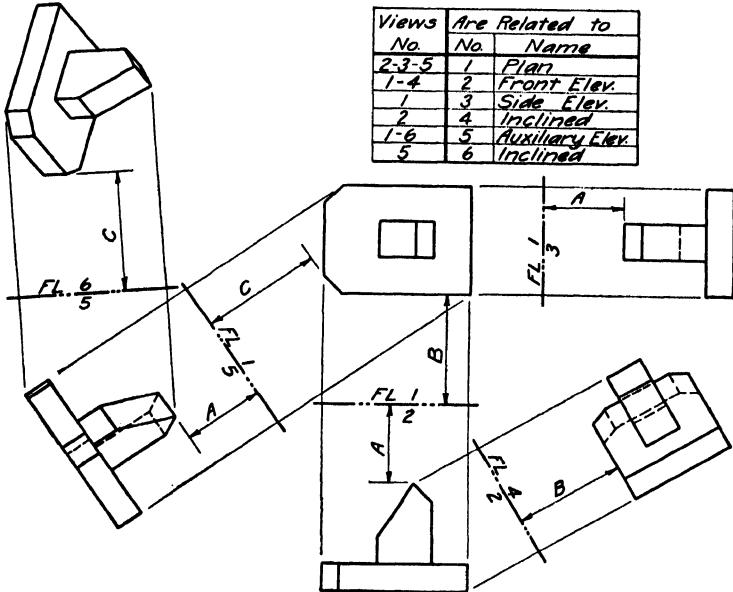 Views Are Related to
No. No. Name
2-3-5 1 Plan
1-4 2 Front Elev.
1 3 Side Elev.
2 4 Inclined
1-6 5 Auxiliary Elev.
5 6 Inclined
A
FL 1/3
C
C
FL 6/5
FL 1/5
B
A
FL 1/2
A
FL 4/2
B